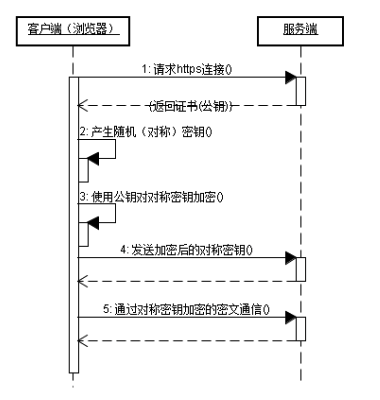 客户端（浏览器） 服务端
1: 请求https连接()
(返回证书(公钥))
2: 产生随机（对称）密钥()
3: 使用公钥对对称密钥加密()
4: 发送加密后的对称密钥()
5: 通过对称密钥加密的密文通信()